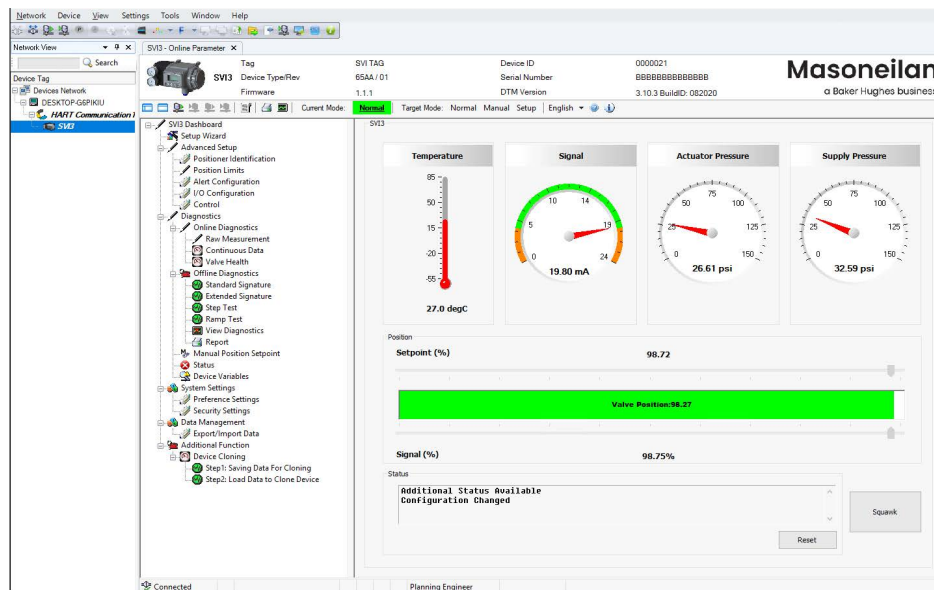 Network Device View Settings Tools Window Help
Network View
SVI3 - Online Parameter
Search
Device Tag
Devices Network
DESKTOP-G6PIKIU
HART Communication 1
SVI3
SVI3
Tag SVI TAG Device ID 0000021
Device Type/Rev 65AA / 01 Serial Number BBBBBBBBBBBBBBB
Firmware 1.1.1 DTM Version 3.10.3 BuildID: 082020
Masoneilan
a Baker Hughes business
Current Mode: Normal Target Mode: Normal Manual Setup English
SVI3 Dashboard
Setup Wizard
Advanced Setup
Positioner Identification
Position Limits
Alert Configuration
I/O Configuration
Control
Diagnostics
Online Diagnostics
Raw Measurement
Continuous Data
Valve Health
Offline Diagnostics
Standard Signature
Extended Signature
Step Test
Ramp Test
View Diagnostics
Report
Manual Position Setpoint
Status
Device Variables
System Settings
Preference Settings
Security Settings
Data Management
Export/Import Data
Additional Function
Device Cloning
Step1: Saving Data For Cloning
Step2: Load Data to Clone Device
SVI3
Temperature
85
50
15
-20
-55
27.0 degC
Signal
0 5 10 14 19 24
19.80 mA
Actuator Pressure
0 25 50 75 100 125 150
26.61 psi
Supply Pressure
0 25 50 75 100 125 150
32.59 psi
Position
Setpoint (%) 98.72
Valve Position:98.27
Signal (%) 98.75%
Status
Additional Status Available
Configuration Changed
Squawk
Reset
Connected
Planning Engineer